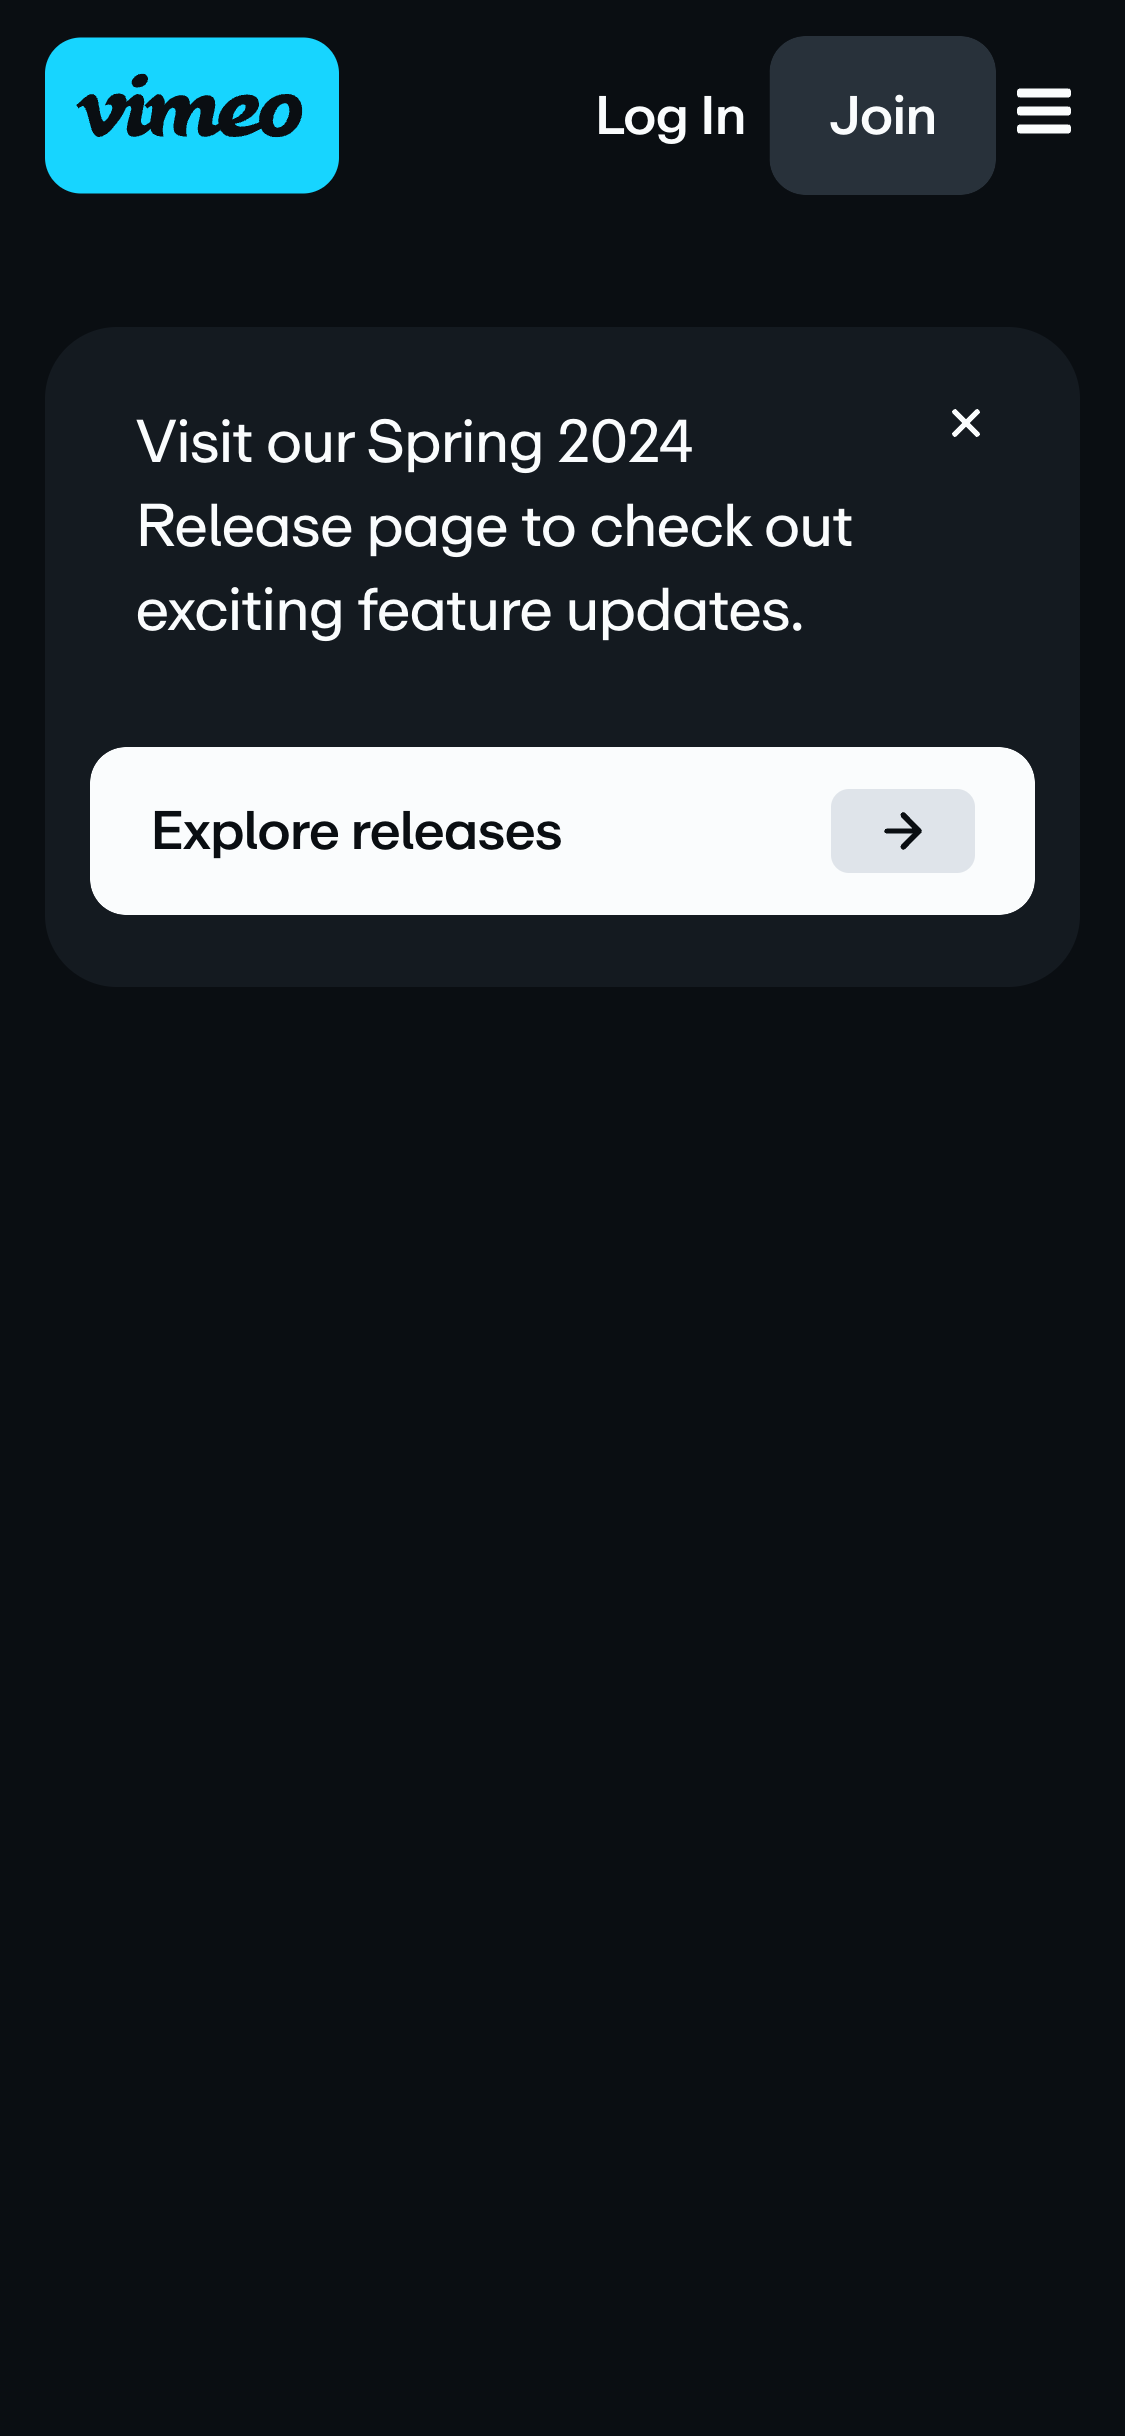 vimeo
Log In
Join
Visit our Spring 2024
Release page to check out
exciting feature updates.
Explore releases